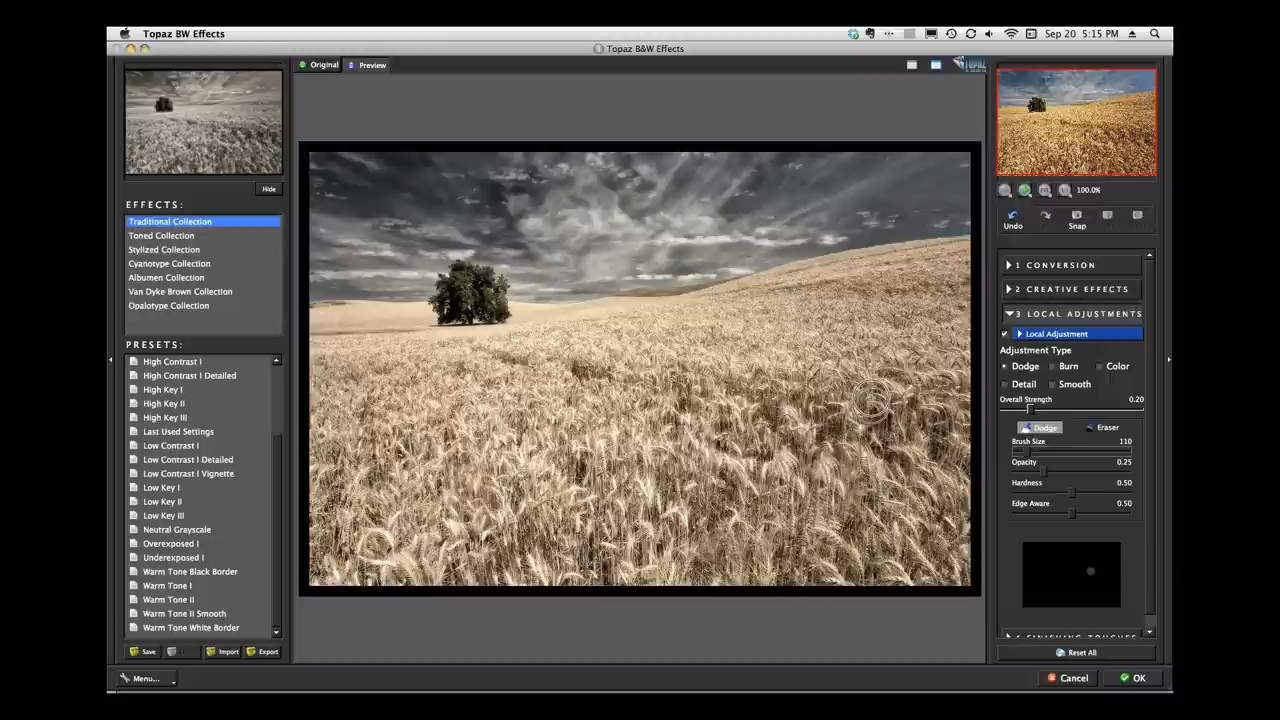 Topaz BW Effects
Sep 20 5:15 PM
Topaz B&W Effects
Original
Preview
TOPAZ
Hide
EFFECTS:
Traditional Collection
Toned Collection
Stylized Collection
Cyanotype Collection
Albumen Collection
Van Dyke Brown Collection
Opalotype Collection
PRESETS:
High Contrast I
High Contrast I Detailed
High Key I
High Key II
High Key III
Last Used Settings
Low Contrast I
Low Contrast I Detailed
Low Contrast I Vignette
Low Key I
Low Key II
Low Key III
Neutral Grayscale
Overexposed I
Underexposed I
Warm Tone Black Border
Warm Tone I
Warm Tone II
Warm Tone II Smooth
Warm Tone White Border
Save Import Export
Menu...
100.0%
Undo Snap
1 CONVERSION
2 CREATIVE EFFECTS
3 LOCAL ADJUSTMENTS
Local Adjustment
Adjustment Type
Dodge Burn Color
Detail Smooth
Overall Strength 0.20
Dodge Eraser
Brush Size 110
Opacity 0.25
Hardness 0.50
Edge Aware 0.50
FINISHING TOUCHES
Reset All
Cancel OK